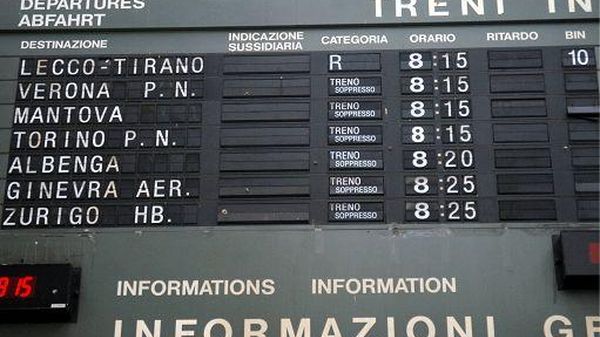 DEPARTURES
ABFAHRT
TRENI IN
DESTINAZIONE INDICAZIONE SUSSIDIARIA CATEGORIA ORARIO RITARDO BIN
LECCO-TIRANO R 8:15 10
VERONA P.N. TRENO SOPPRESSO 8:15
MANTOVA TRENO SOPPRESSO 8:15
TORINO P.N. TRENO SOPPRESSO 8:15
ALBENGA TRENO SOPPRESSO 8:20
GINEVRA AER. TRENO SOPPRESSO 8:25
ZURIGO HB. TRENO SOPPRESSO 8:25
8:15
INFORMATIONS INFORMATION
INFORMAZIONI GE